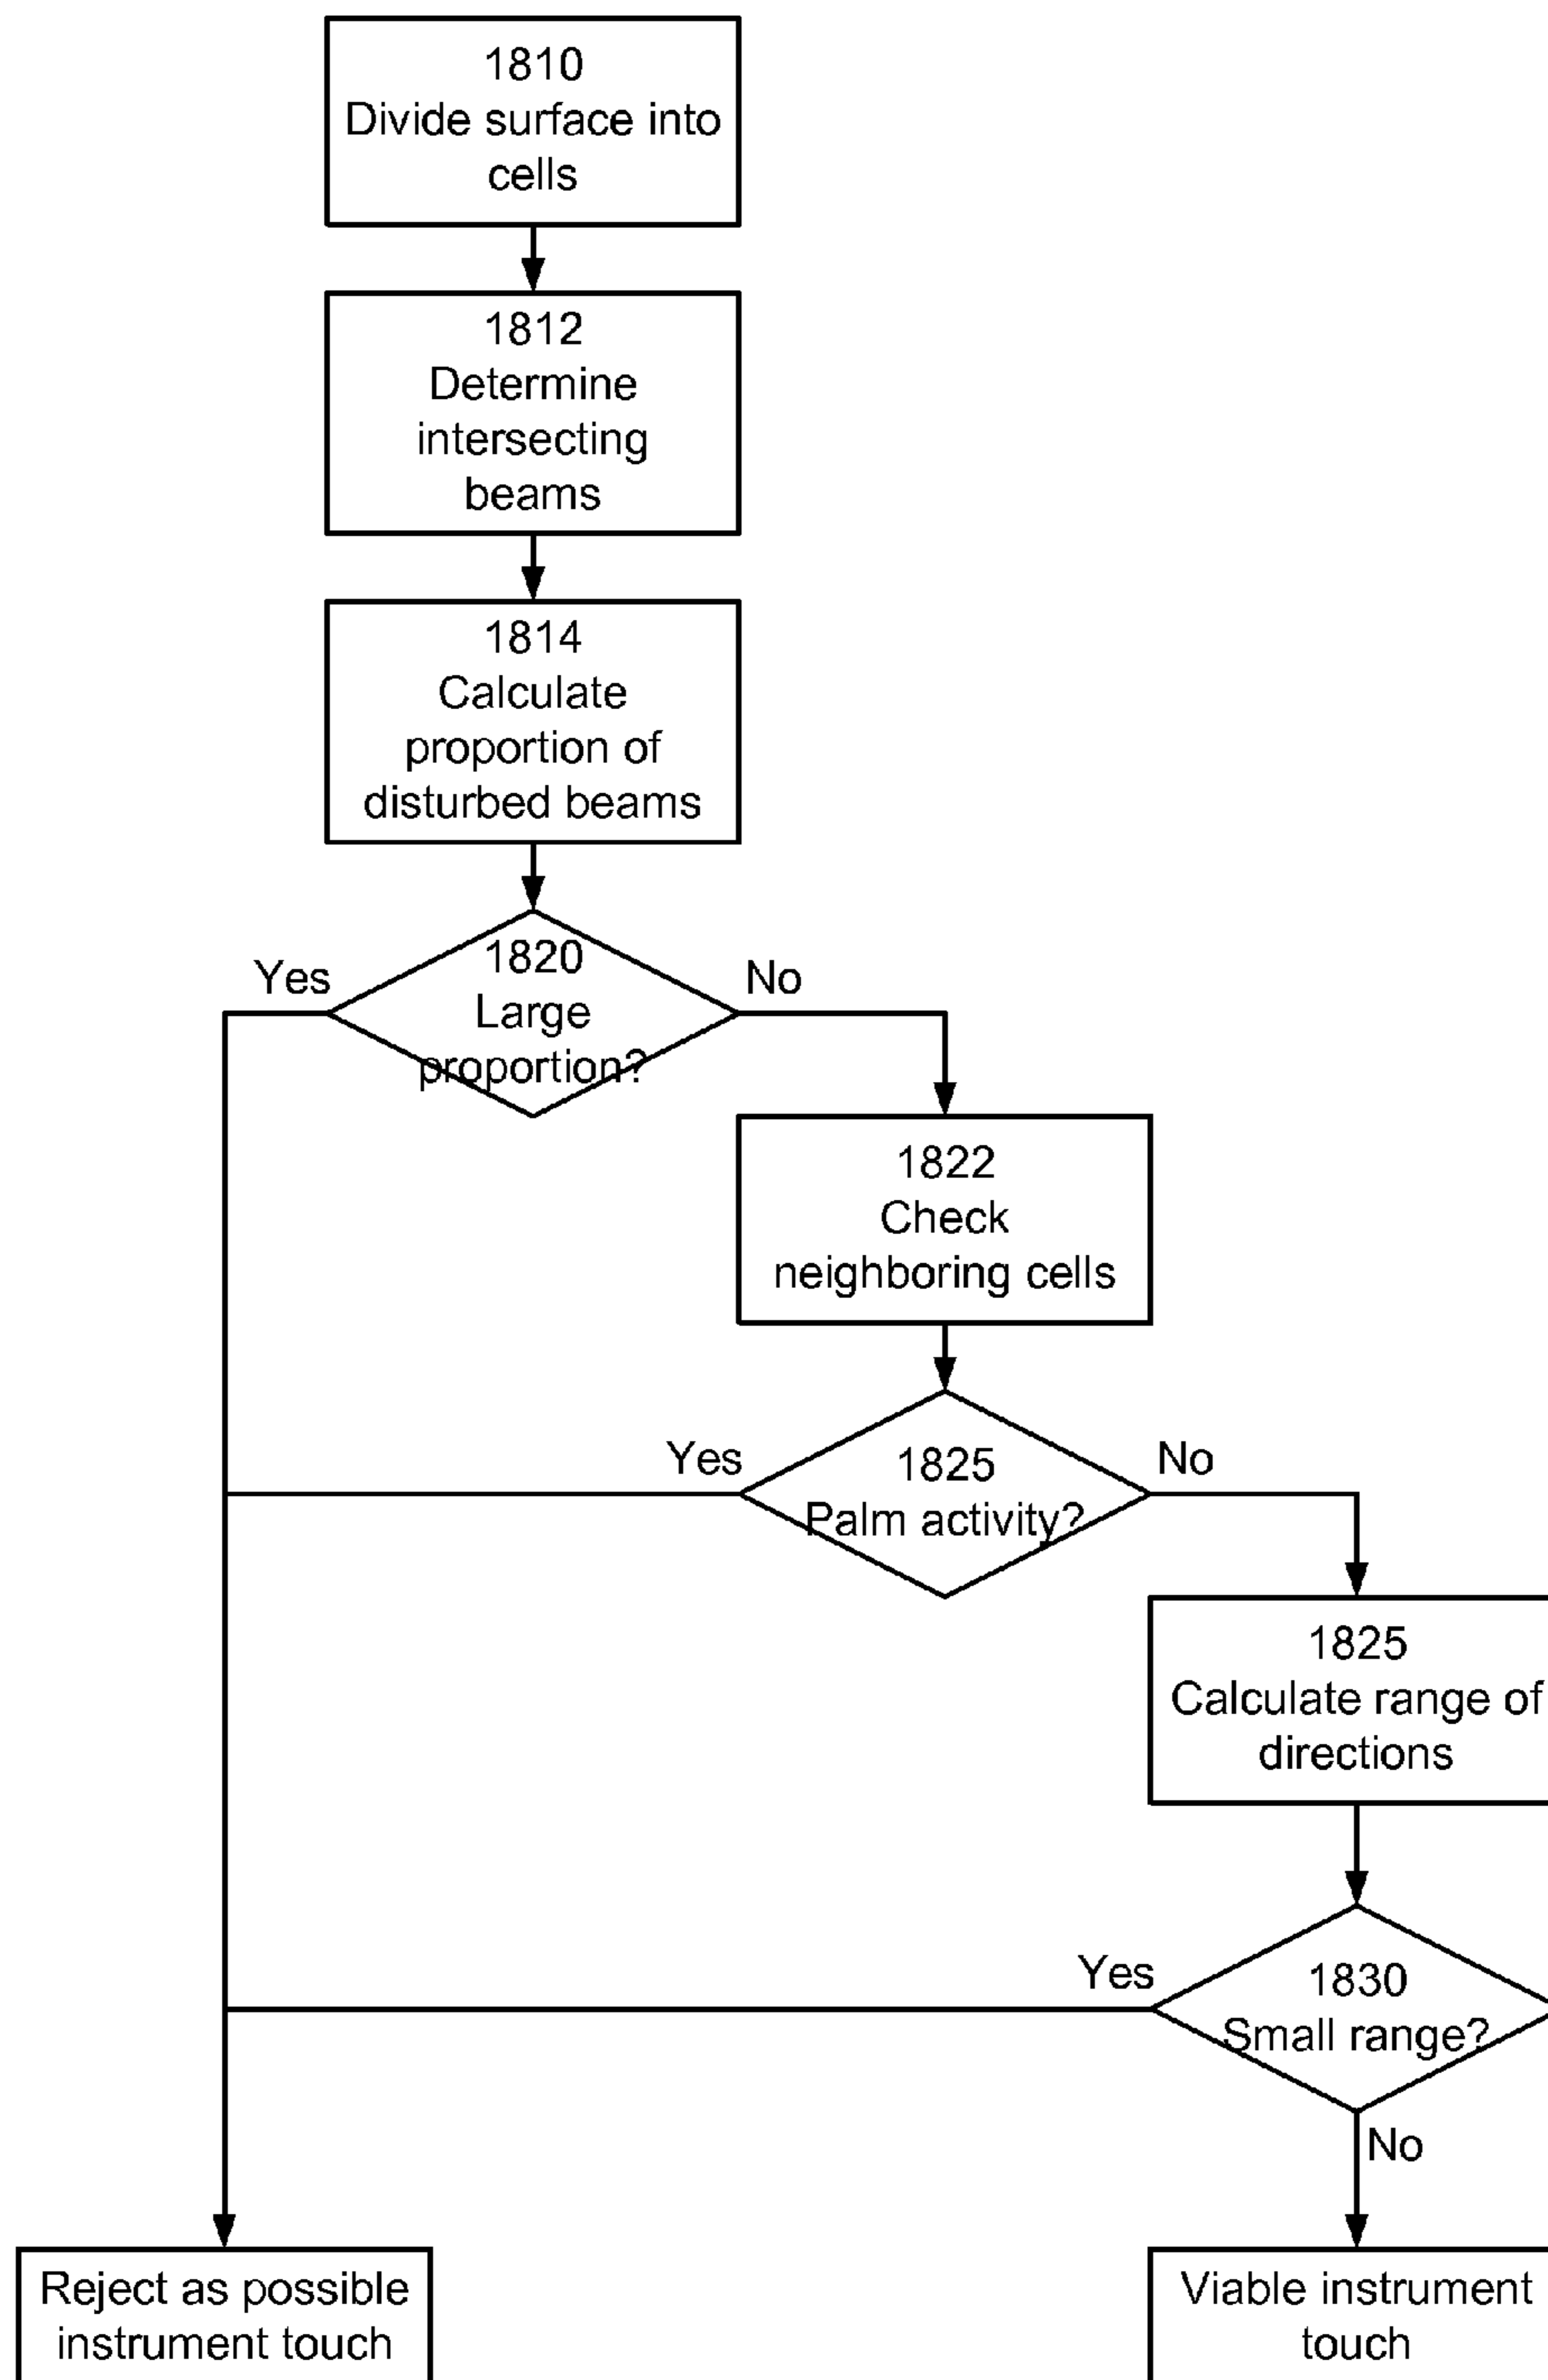 1810
Divide surface into
cells
1812
Determine
intersecting
beams
1814
Calculate
proportion of
disturbed beams
1820
Large
proportion?
Yes
No
1822
Check
neighboring cells
1825
Palm activity?
Yes
No
1825
Calculate range of
directions
1830
Small range?
Yes
No
Reject as possible
instrument touch
Viable instrument
touch